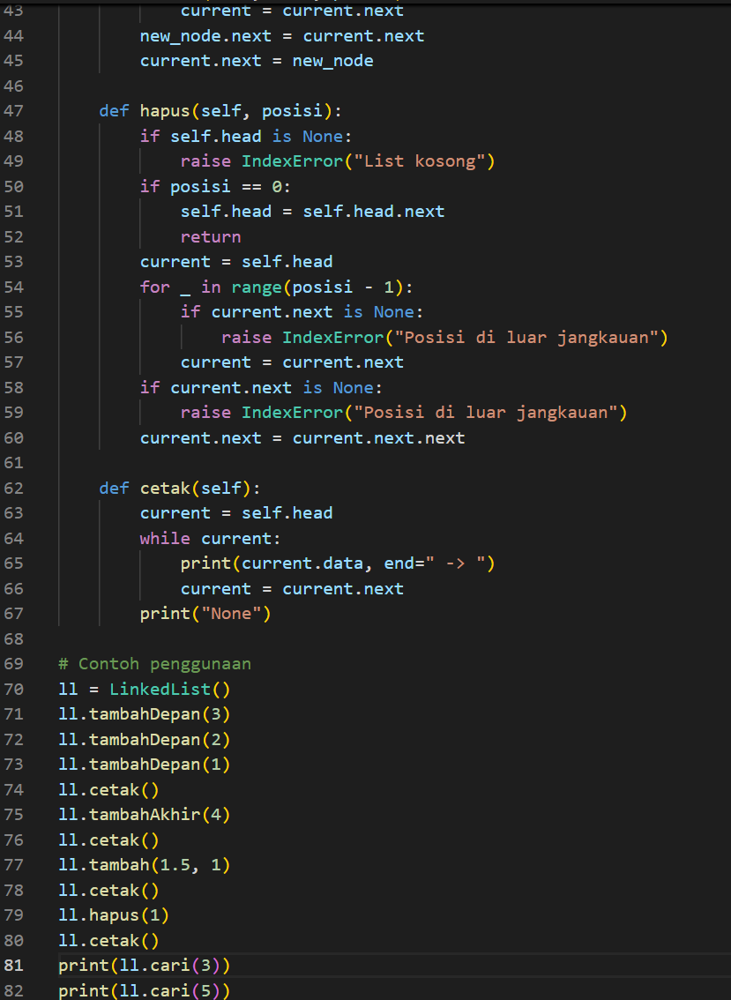 43            current = current.next
44        new_node.next = current.next
45        current.next = new_node
46
47    def hapus(self, posisi):
48        if self.head is None:
49            raise IndexError("List kosong")
50        if posisi == 0:
51            self.head = self.head.next
52            return
53        current = self.head
54        for _ in range(posisi - 1):
55            if current.next is None:
56                raise IndexError("Posisi di luar jangkauan")
57            current = current.next
58        if current.next is None:
59            raise IndexError("Posisi di luar jangkauan")
60        current.next = current.next.next
61
62    def cetak(self):
63        current = self.head
64        while current:
65            print(current.data, end=" -> ")
66            current = current.next
67        print("None")
68
69# Contoh penggunaan
70 ll = LinkedList()
71 ll.tambahDepan(3)
72 ll.tambahDepan(2)
73 ll.tambahDepan(1)
74 ll.cetak()
75 ll.tambahAkhir(4)
76 ll.cetak()
77 ll.tambah(1.5, 1)
78 ll.cetak()
79 ll.hapus(1)
80 ll.cetak()
81 print(ll.cari(3))
82 print(ll.cari(5))